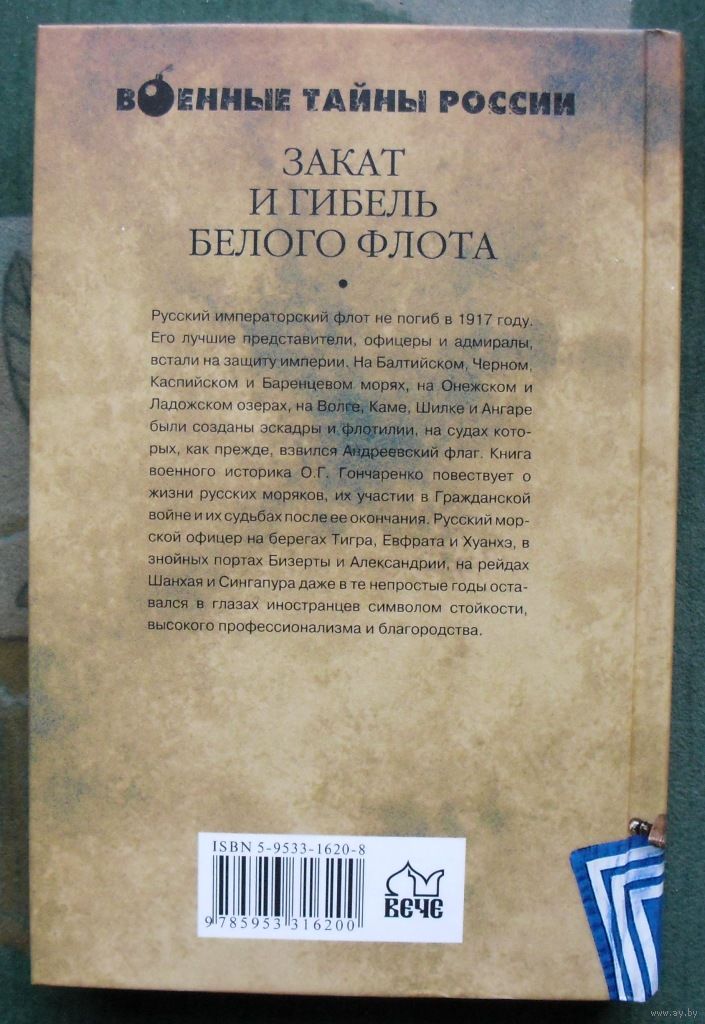 ВОЕННЫЕ ТАЙНЫ РОССИИ
ЗАКАТ
И ГИБЕЛЬ
БЕЛОГО ФЛОТА
•
Русский императорский флот не погиб в 1917 году.
Его лучшие представители, офицеры и адмиралы,
встали на защиту империи. На Балтийском, Черном,
Каспийском и Баренцевом морях, на Онежском и
Ладожском озерах, на Волге, Каме, Шилке и Ангаре
были созданы эскадры и флотилии, на судах кото-
рых, как прежде, взвился Андреевский флаг. Книга
военного историка О.Г. Гончаренко повествует о
жизни русских моряков, их участии в Гражданской
войне и их судьбах после ее окончания. Русский мор-
ской офицер на берегах Тигра, Евфрата и Хуанхэ, в
знойных портах Бизерты и Александрии, на рейдах
Шанхая и Сингапура даже в те непростые годы оста-
вался в глазах иностранцев символом стойкости,
высокого профессионализма и благородства.
ISBN 5-9533-1620-8
9 785953 316200
ВЕЧЕ
www.ay.by